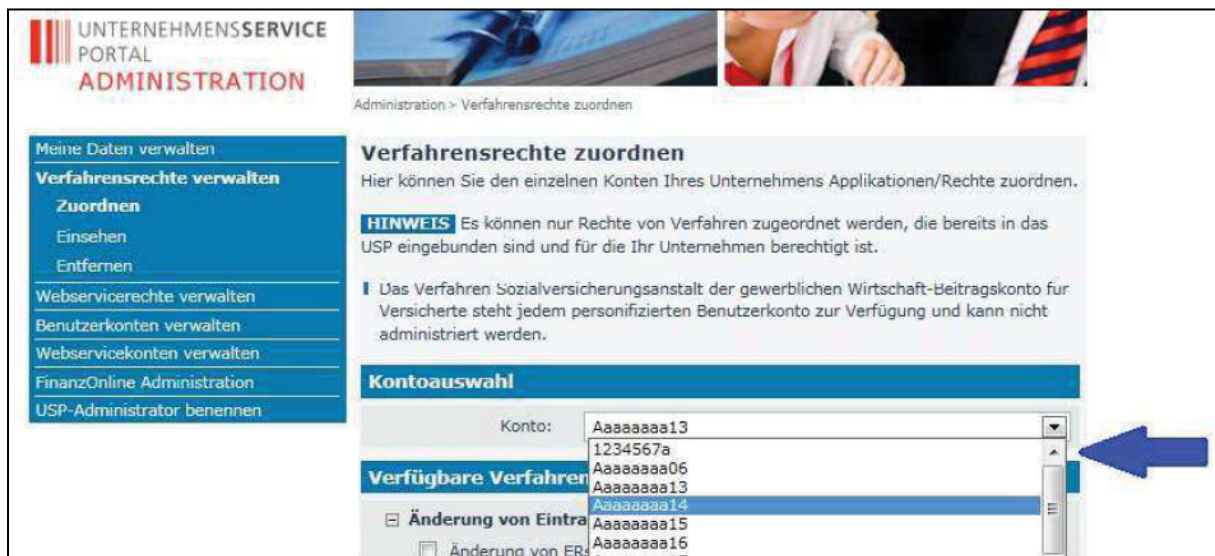 UNTERNEHMENSSERVICE
PORTAL
ADMINISTRATION
Administration > Verfahrensrechte zuordnen
Meine Daten verwalten
Verfahrensrechte verwalten
Zuordnen
Einsehen
Entfernen
Webservicerechte verwalten
Benutzerkonten verwalten
Webservicekonten verwalten
FinanzOnline Administration
USP-Administrator benennen
Verfahrensrechte zuordnen
Hier können Sie den einzelnen Konten Ihres Unternehmens Applikationen/Rechte zuordnen.
HINWEIS Es können nur Rechte von Verfahren zugeordnet werden, die bereits in das
USP eingebunden sind und für die Ihr Unternehmen berechtigt ist.
Das Verfahren Sozialversicherungsanstalt der gewerblichen Wirtschaft-Beitragskonto für
Versicherte steht jedem personifizierten Benutzerkonto zur Verfügung und kann nicht
administriert werden.
Kontoauswahl
Konto: Aaaaaaaa13
1234567a
Aaaaaaaa06
Aaaaaaaa13
Aaaaaaaa14
Aaaaaaaa15
Aaaaaaaa16
Verfügbare Verfahren
Änderung von Eintra
Änderung von ERs